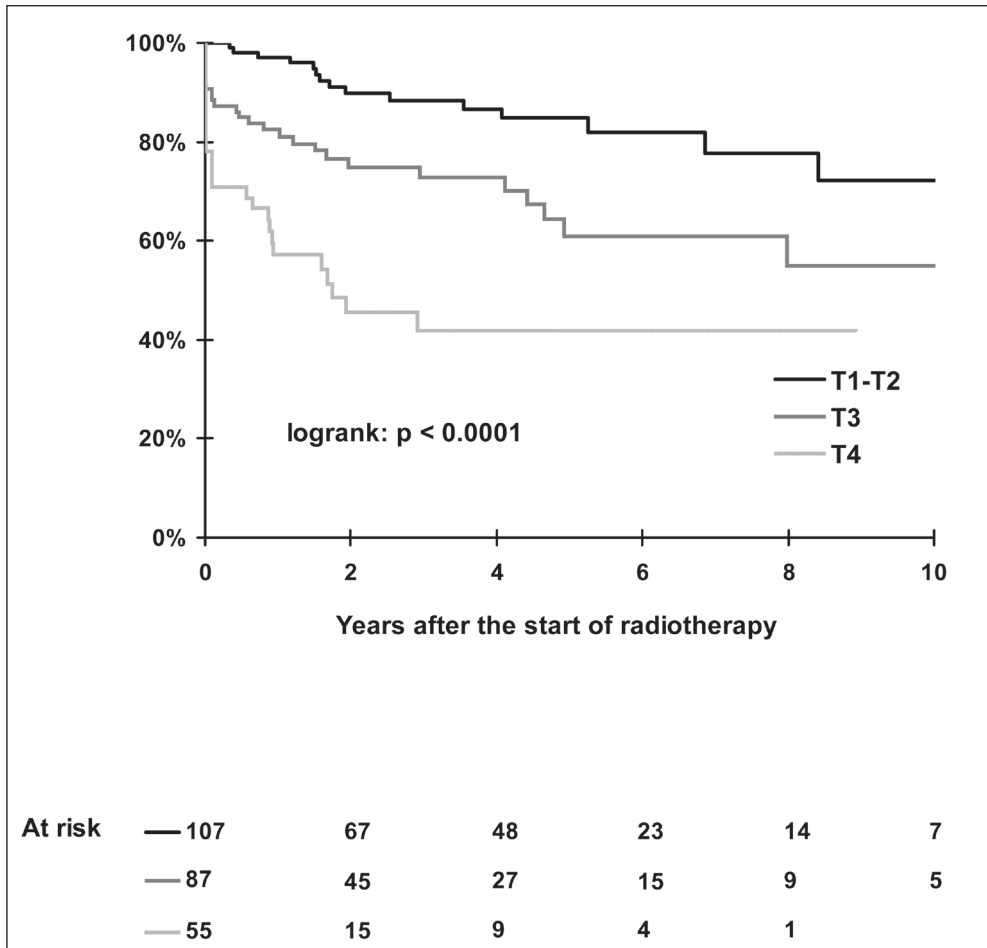 100%
80%
60%
40%
20%
0%
T1-T2
T3
T4
logrank: p < 0.0001
0 2 4 6 8 10
Years after the start of radiotherapy
At risk 107 67 48 23 14 7
87 45 27 15 9 5
55 15 9 4 1